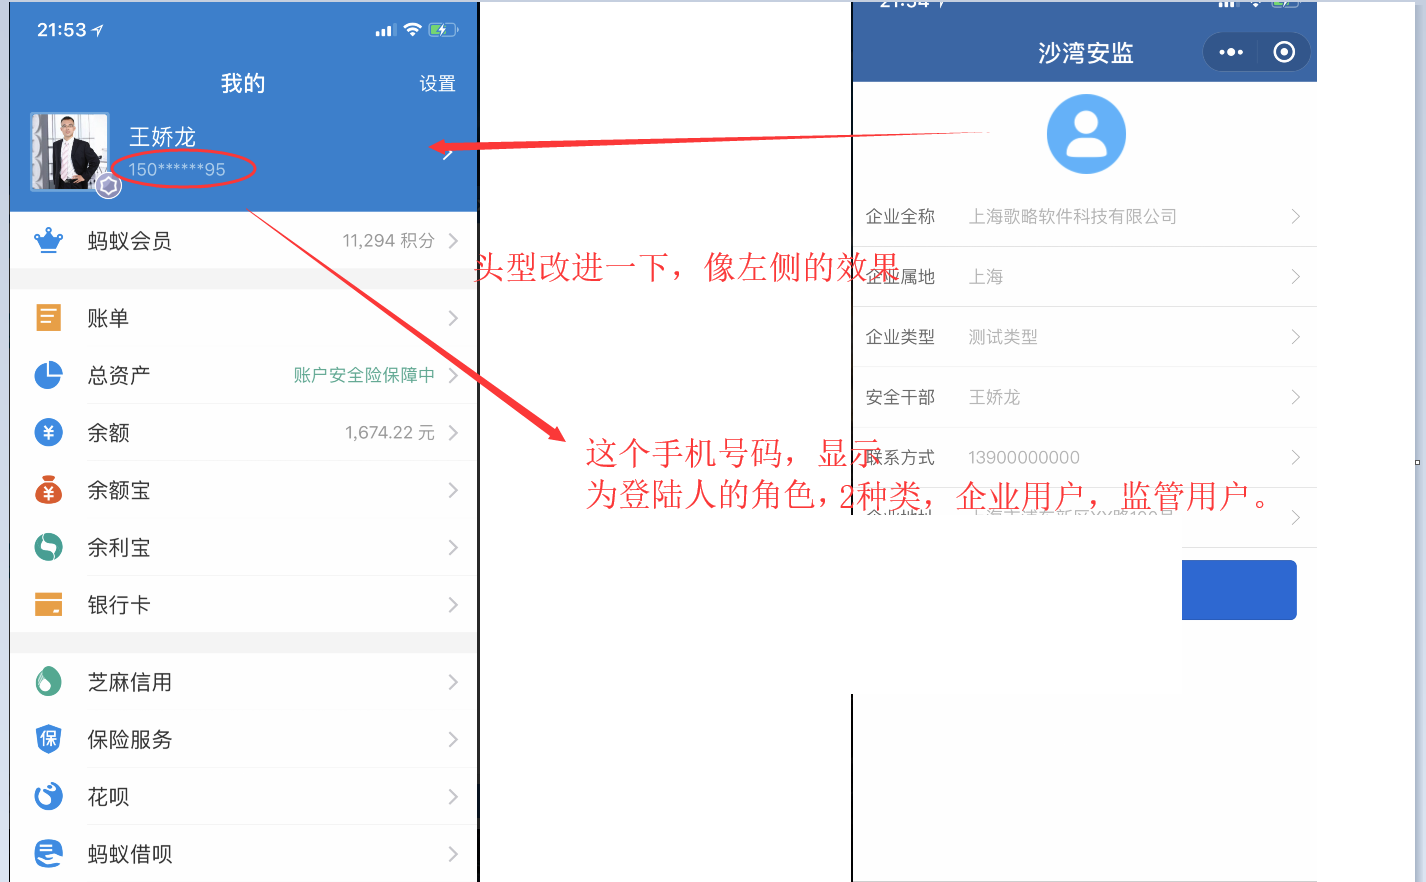 21:53
我的
设置
王娇龙
150******95
蚂蚁会员
11,294 积分
账单
总资产
账户安全险保障中
余额
1,674.22 元
余额宝
余利宝
银行卡
芝麻信用
保
保险服务
花呗
蚂蚁借呗
头型改进一下，像左侧的效果
这个手机号码，显示
为登陆人的角色，2种类，企业用户，监管用户。
21:54
沙湾安监
企业全称
上海歌略软件科技有限公司
企业属地
上海
企业类型
测试类型
安全干部
王娇龙
联系方式
13900000000